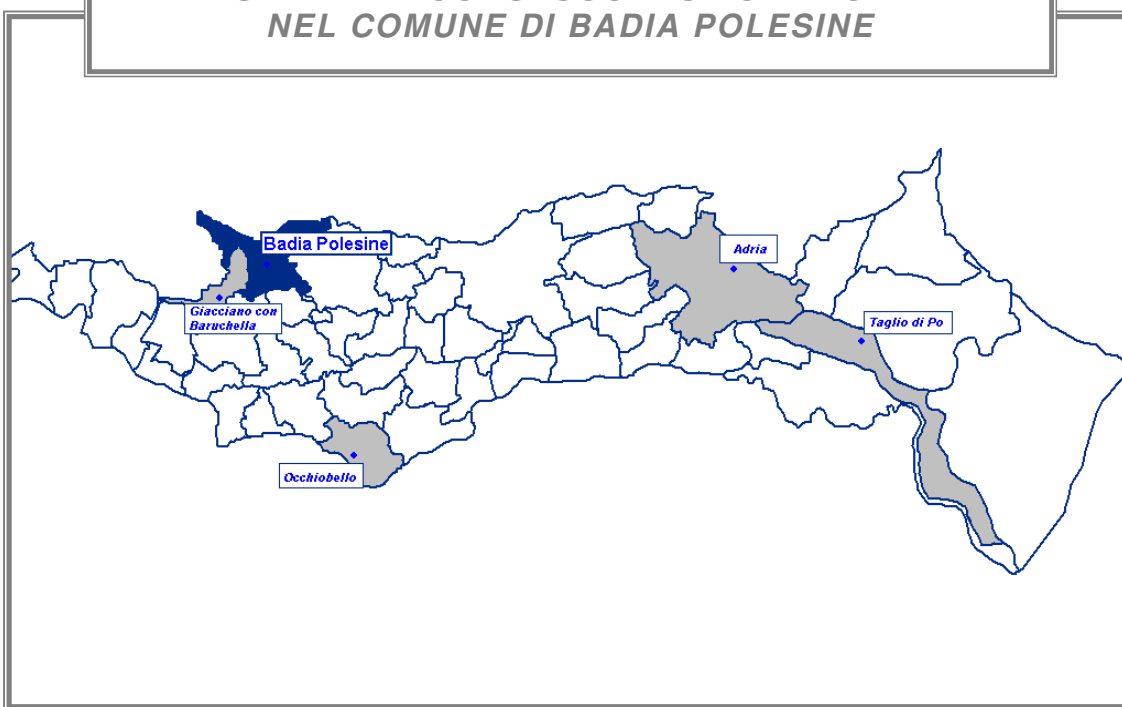 NEL COMUNE DI BADIA POLESINE
Badia Polesine
Adria
Giacciano con
Baruchella
Taglio di Po
Occhiobello